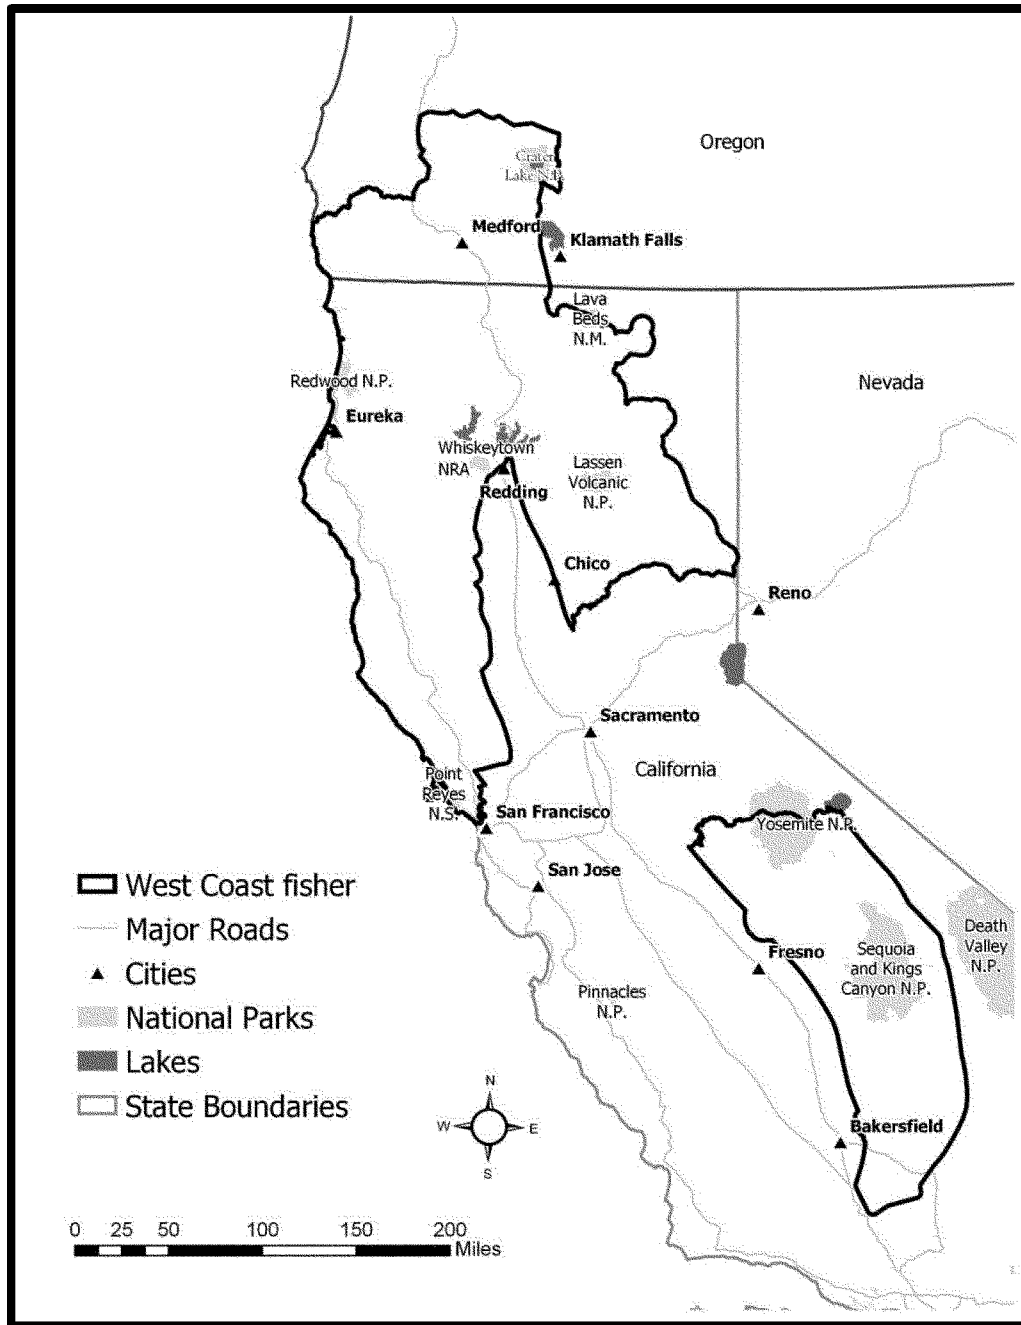 Oregon
Crater
Lake N.P.
Medford
Klamath Falls
Lava
Beds
N.M.
Nevada
Redwood N.P.
Eureka
Whiskeytown
NRA
Lassen
Volcanic
N.P.
Redding
Chico
Reno
Sacramento
California
Point
Reyes
N.S.
San Francisco
Yosemite N.P.
San Jose
Death
Valley
N.P.
Fresno
Sequoia
and Kings
Canyon N.P.
Pinnacles
N.P.
Bakersfield
West Coast fisher
Major Roads
Cities
National Parks
Lakes
State Boundaries
N
W
E
S
0 25 50 100 150 200
Miles